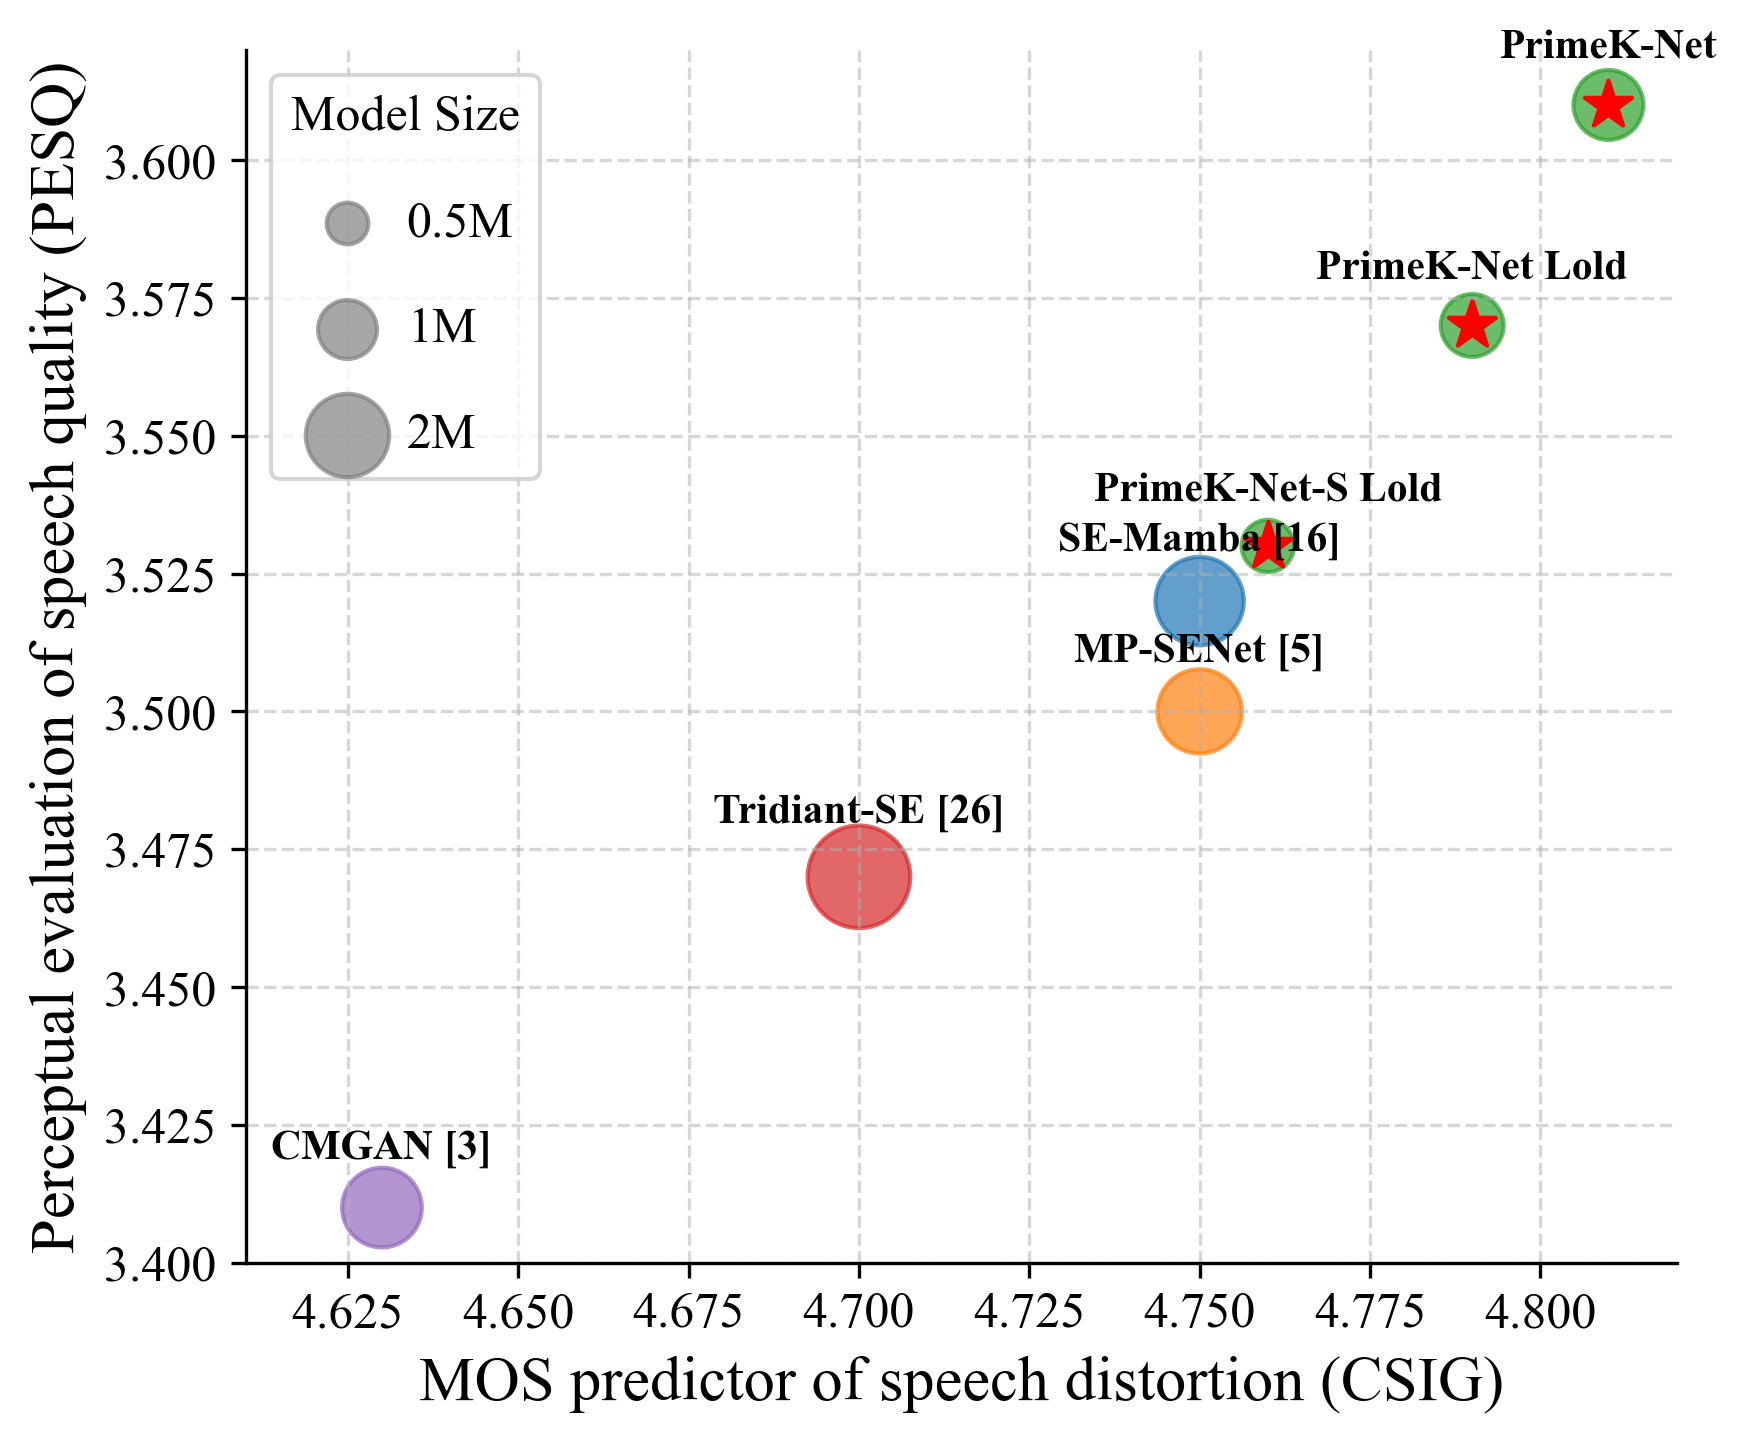 PrimeK-Net
Model Size
0.5M
1M
2M
PrimeK-Net Lold
PrimeK-Net-S Lold
SE-Mamba [16]
MP-SENet [5]
Tridiant-SE [26]
CMGAN [3]
Perceptual evaluation of speech quality (PESQ)
3.600
3.575
3.550
3.525
3.500
3.475
3.450
3.425
3.400
4.625 4.650 4.675 4.700 4.725 4.750 4.775 4.800
MOS predictor of speech distortion (CSIG)